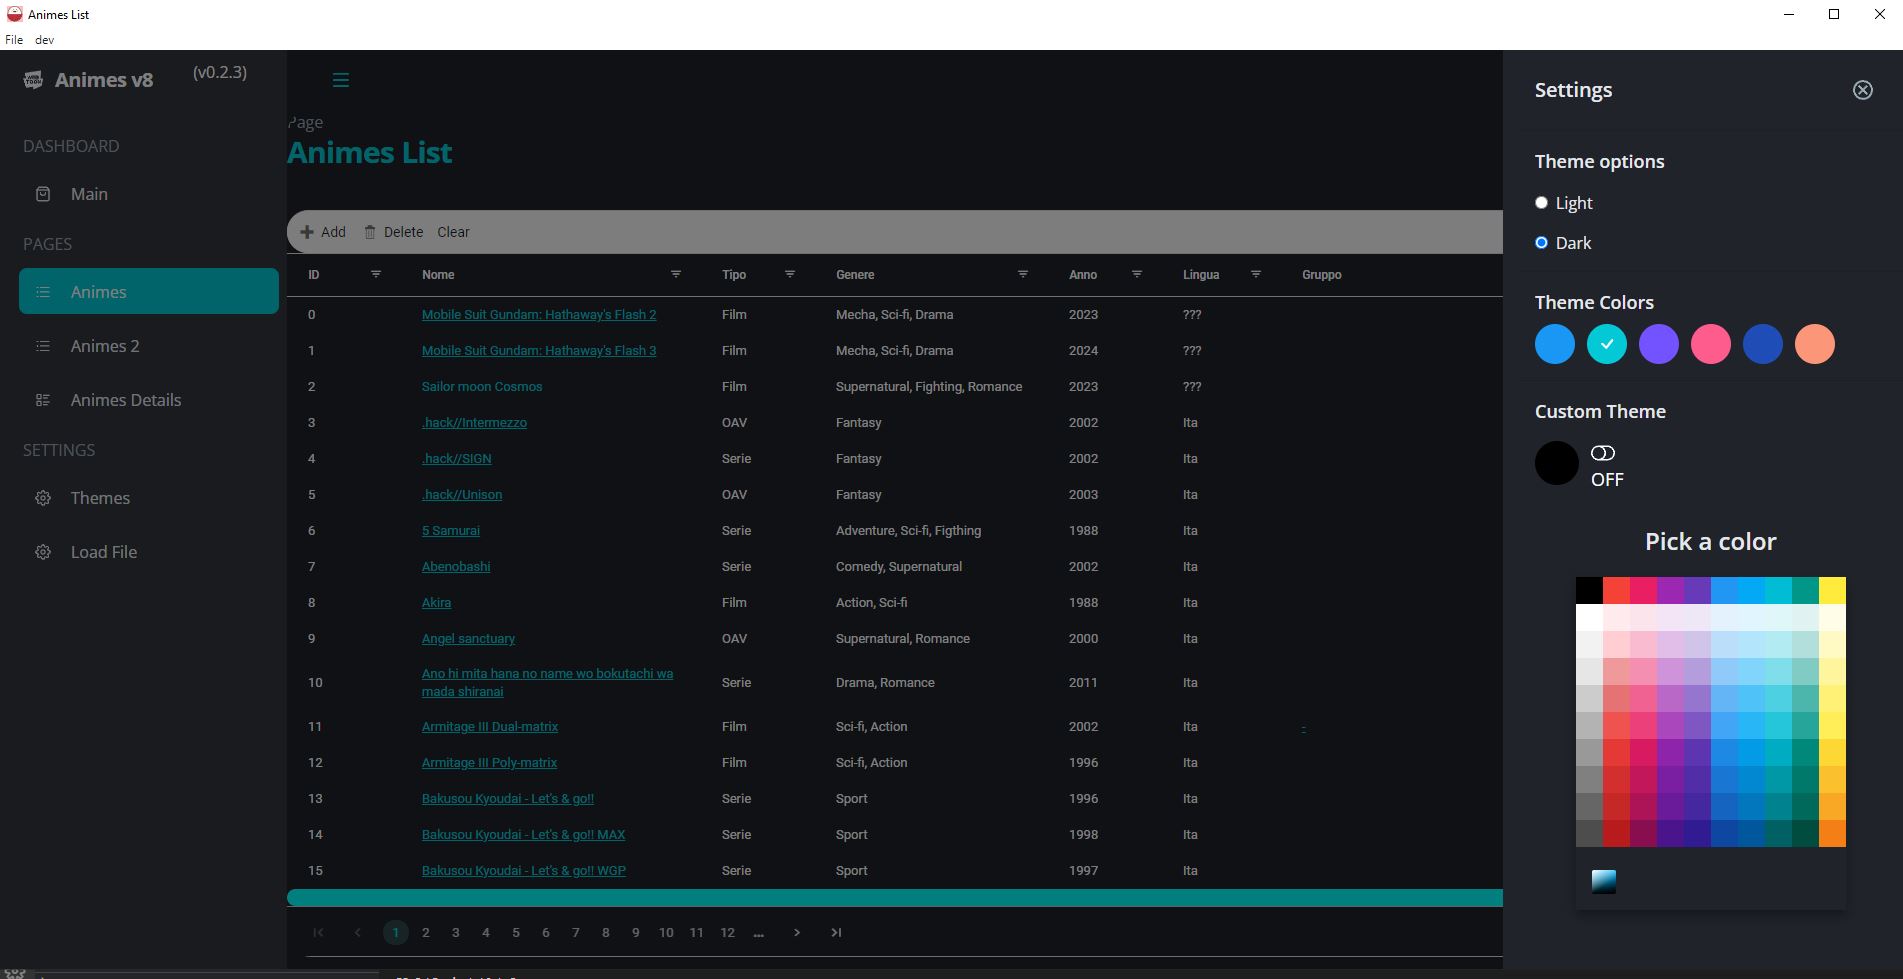 Animes List
File dev
Animes v8 (v0.2.3)
DASHBOARD
Main
PAGES
Animes
Animes 2
Animes Details
SETTINGS
Themes
Load File
Page
Animes List
Add Delete Clear
ID Nome Tipo Genere Anno Lingua Gruppo
0 Mobile Suit Gundam: Hathaway's Flash 2 Film Mecha, Sci-fi, Drama 2023 ???
1 Mobile Suit Gundam: Hathaway's Flash 3 Film Mecha, Sci-fi, Drama 2024 ???
2 Sailor moon Cosmos Film Supernatural, Fighting, Romance 2023 ???
3 .hack//Intermezzo OAV Fantasy 2002 Ita
4 .hack//SIGN Serie Fantasy 2002 Ita
5 .hack//Unison OAV Fantasy 2003 Ita
6 5 Samurai Serie Adventure, Sci-fi, Figthing 1988 Ita
7 Abenobashi Serie Comedy, Supernatural 2002 Ita
8 Akira Film Action, Sci-fi 1988 Ita
9 Angel sanctuary OAV Supernatural, Romance 2000 Ita
10 Ano hi mita hana no name wo bokutachi wa
mada shiranai Serie Drama, Romance 2011 Ita
11 Armitage III Dual-matrix Film Sci-fi, Action 2002 Ita -
12 Armitage III Poly-matrix Film Sci-fi, Action 1996 Ita
13 Bakusou Kyoudai - Let's & go!! Serie Sport 1996 Ita
14 Bakusou Kyoudai - Let's & go!! MAX Serie Sport 1998 Ita
15 Bakusou Kyoudai - Let's & go!! WGP Serie Sport 1997 Ita
1 2 3 4 5 6 7 8 9 10 11 12 ...
Settings
Theme options
Light
Dark
Theme Colors
Custom Theme
OFF
Pick a color